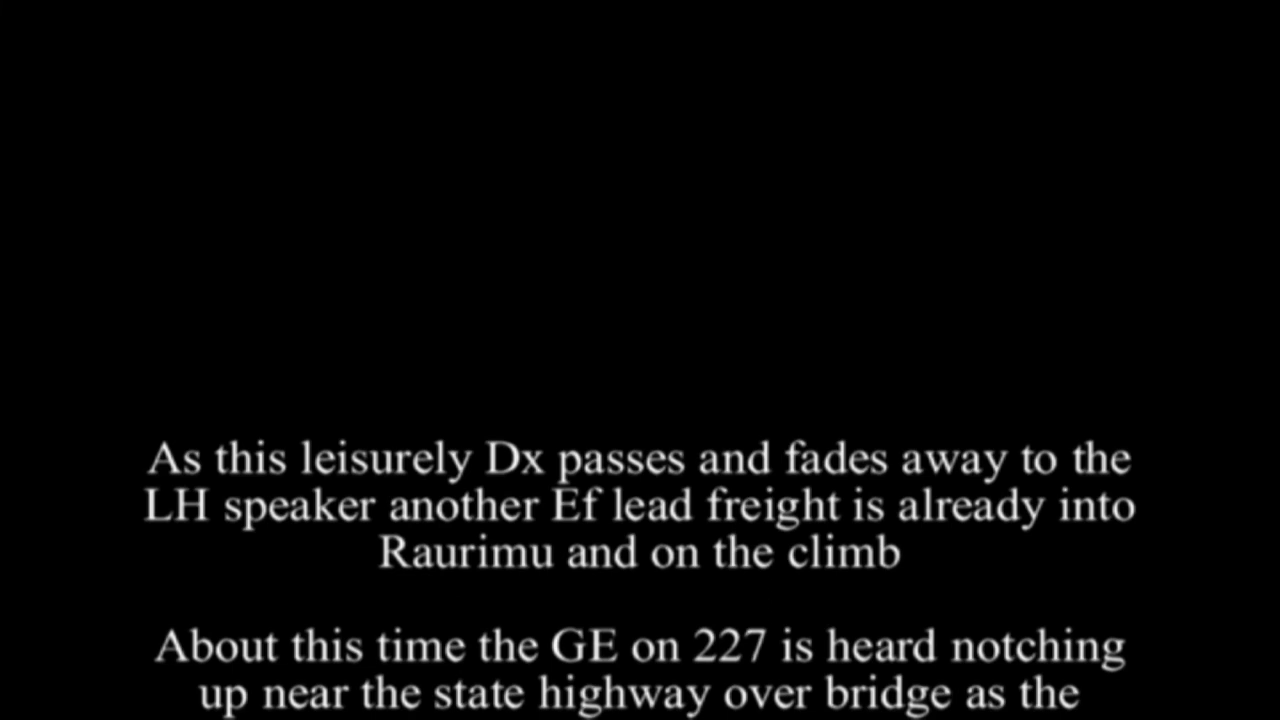 As this leisurely Dx passes and fades away to the
LH speaker another Ef lead freight is already into
Raurimu and on the climb
About this time the GE on 227 is heard notching
up near the state highway over bridge as the